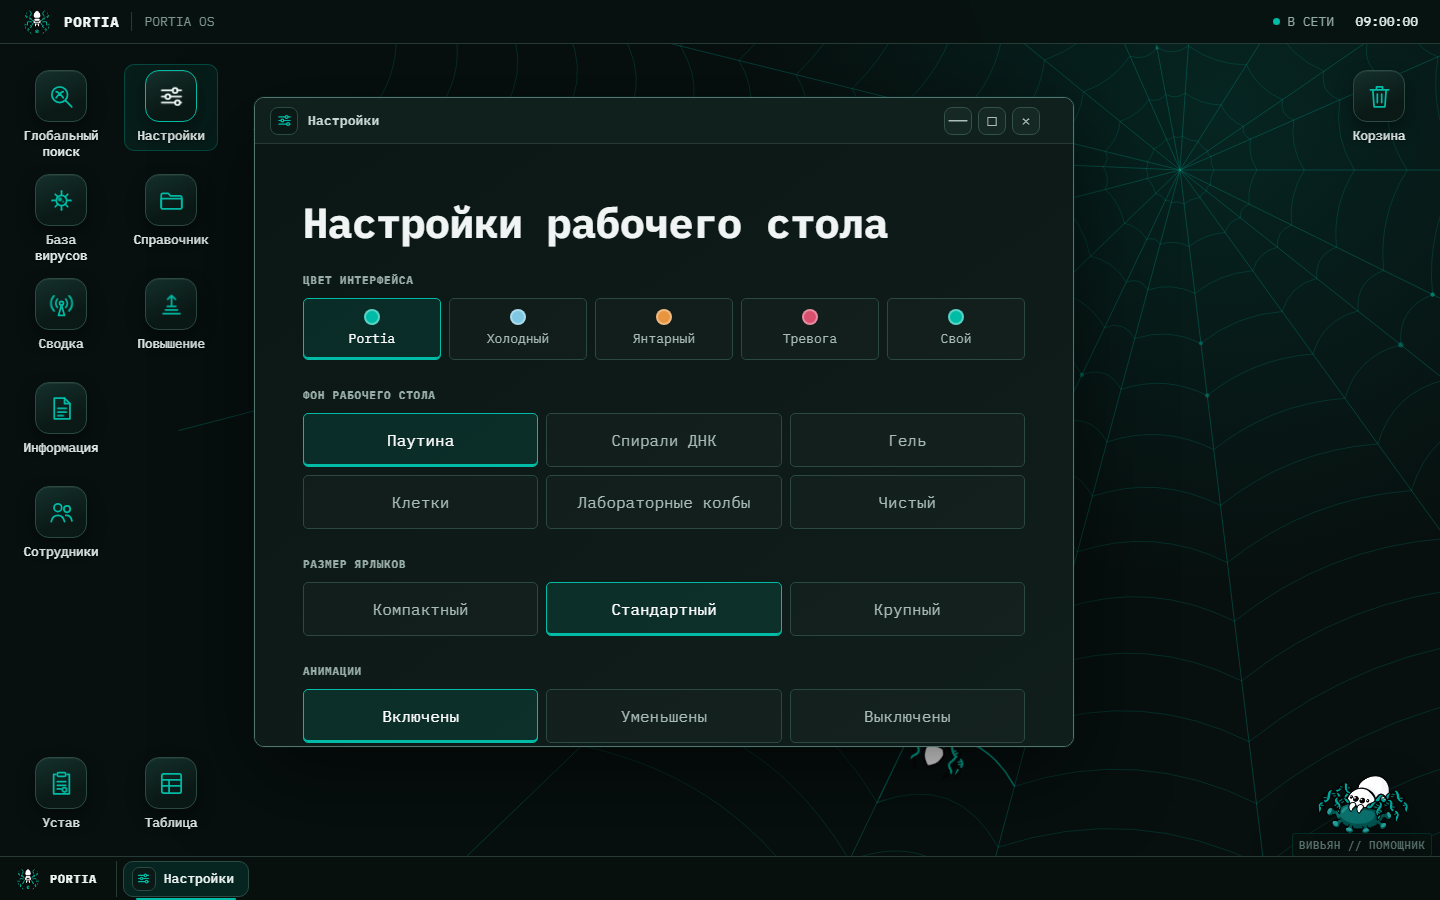 PORTIA
PORTIA OS
В СЕТИ
09:00:00
Глобальный
поиск
Настройки
База
вирусов
Справочник
Сводка
Повышение
Информация
Сотрудники
Устав
Таблица
Корзина
Настройки
Настройки рабочего стола
ЦВЕТ ИНТЕРФЕЙСА
Portia
Холодный
Янтарный
Тревога
Свой
ФОН РАБОЧЕГО СТОЛА
Паутина
Спирали ДНК
Гель
Клетки
Лабораторные колбы
Чистый
РАЗМЕР ЯРЛЫКОВ
Компактный
Стандартный
Крупный
АНИМАЦИИ
Включены
Уменьшены
Выключены
ВИВЬЯН // ПОМОЩНИК
PORTIA
Настройки